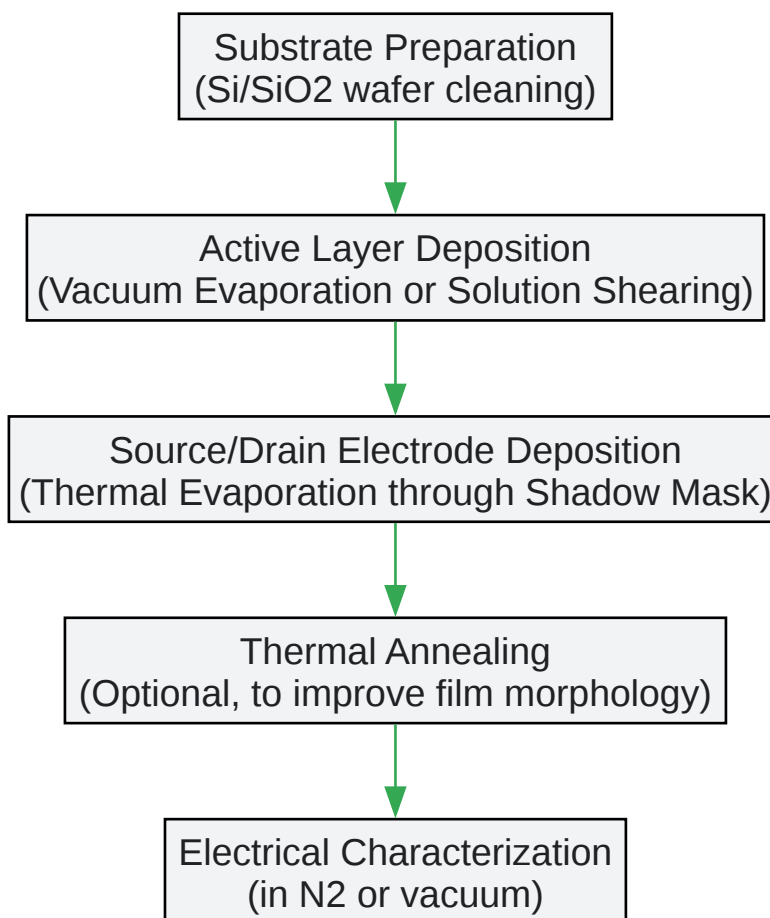 Substrate Preparation
(Si/SiO2 wafer cleaning)
Active Layer Deposition
(Vacuum Evaporation or Solution Shearing)
Source/Drain Electrode Deposition
(Thermal Evaporation through Shadow Mask)
Thermal Annealing
(Optional, to improve film morphology)
Electrical Characterization
(in N2 or vacuum)